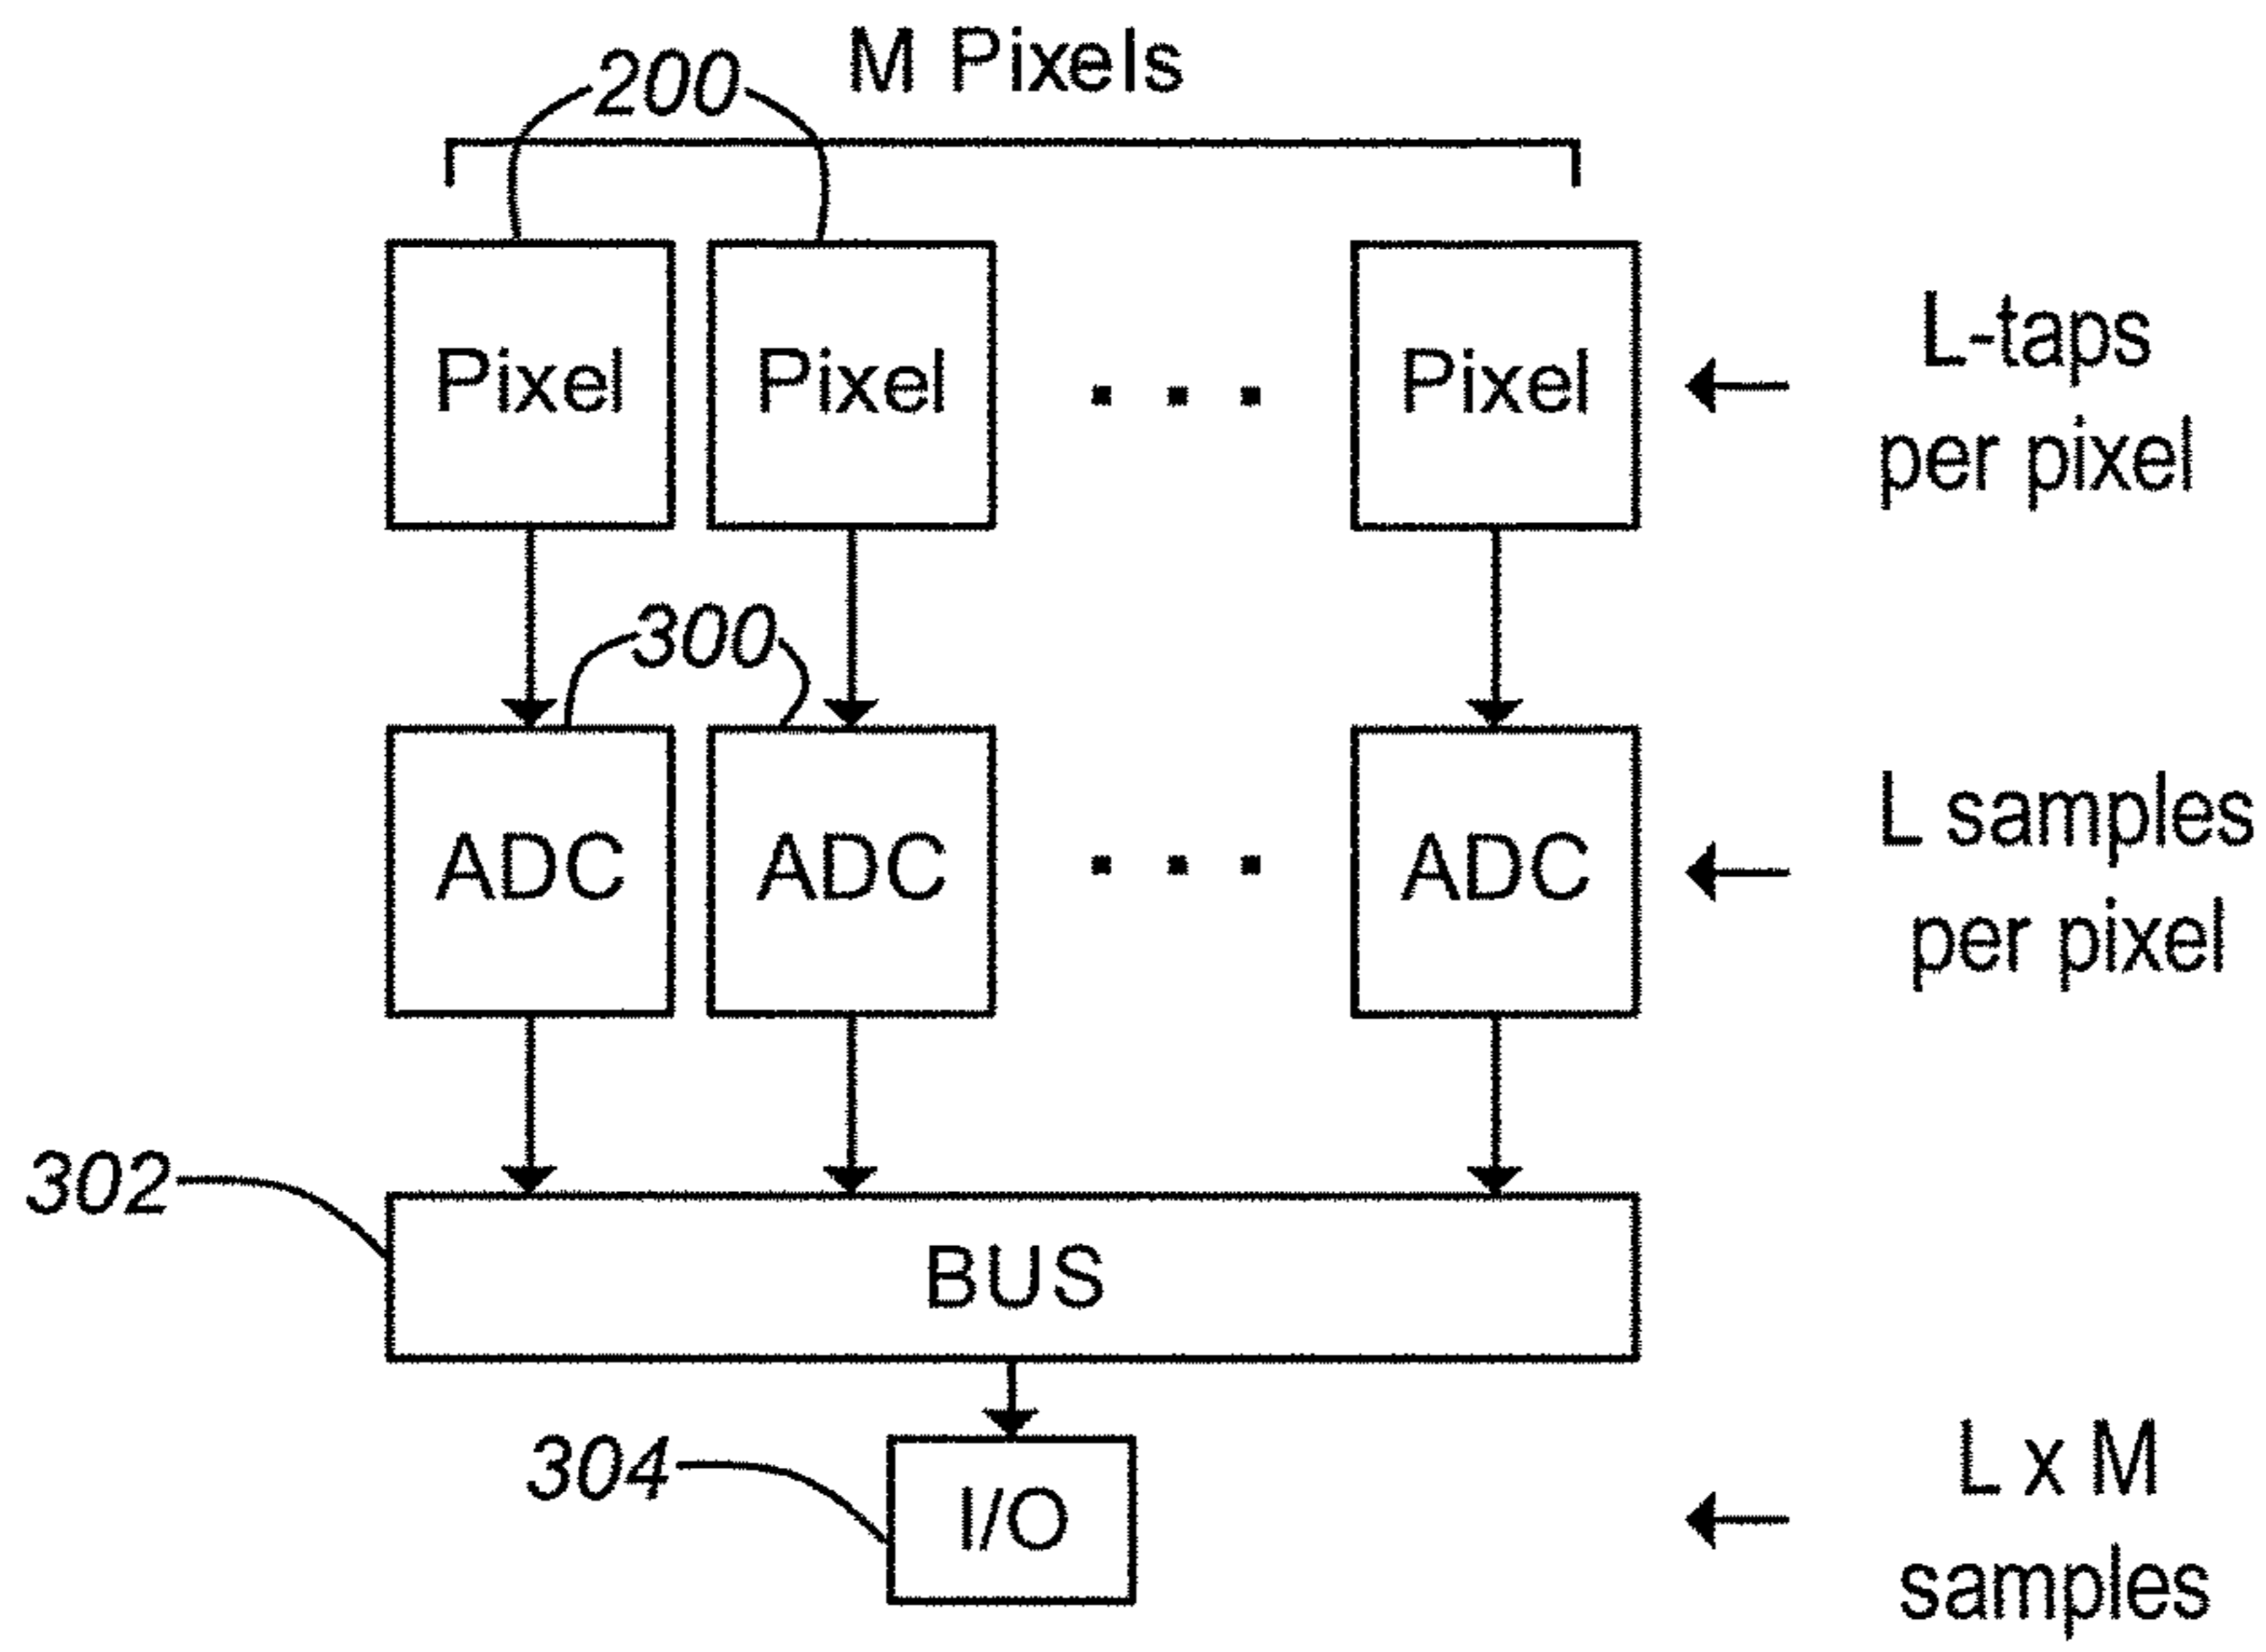 M Pixels
200
Pixel Pixel . . . Pixel
L-taps
per pixel
300
ADC ADC . . . ADC
L samples
per pixel
302
BUS
304
I/O
L x M
samples